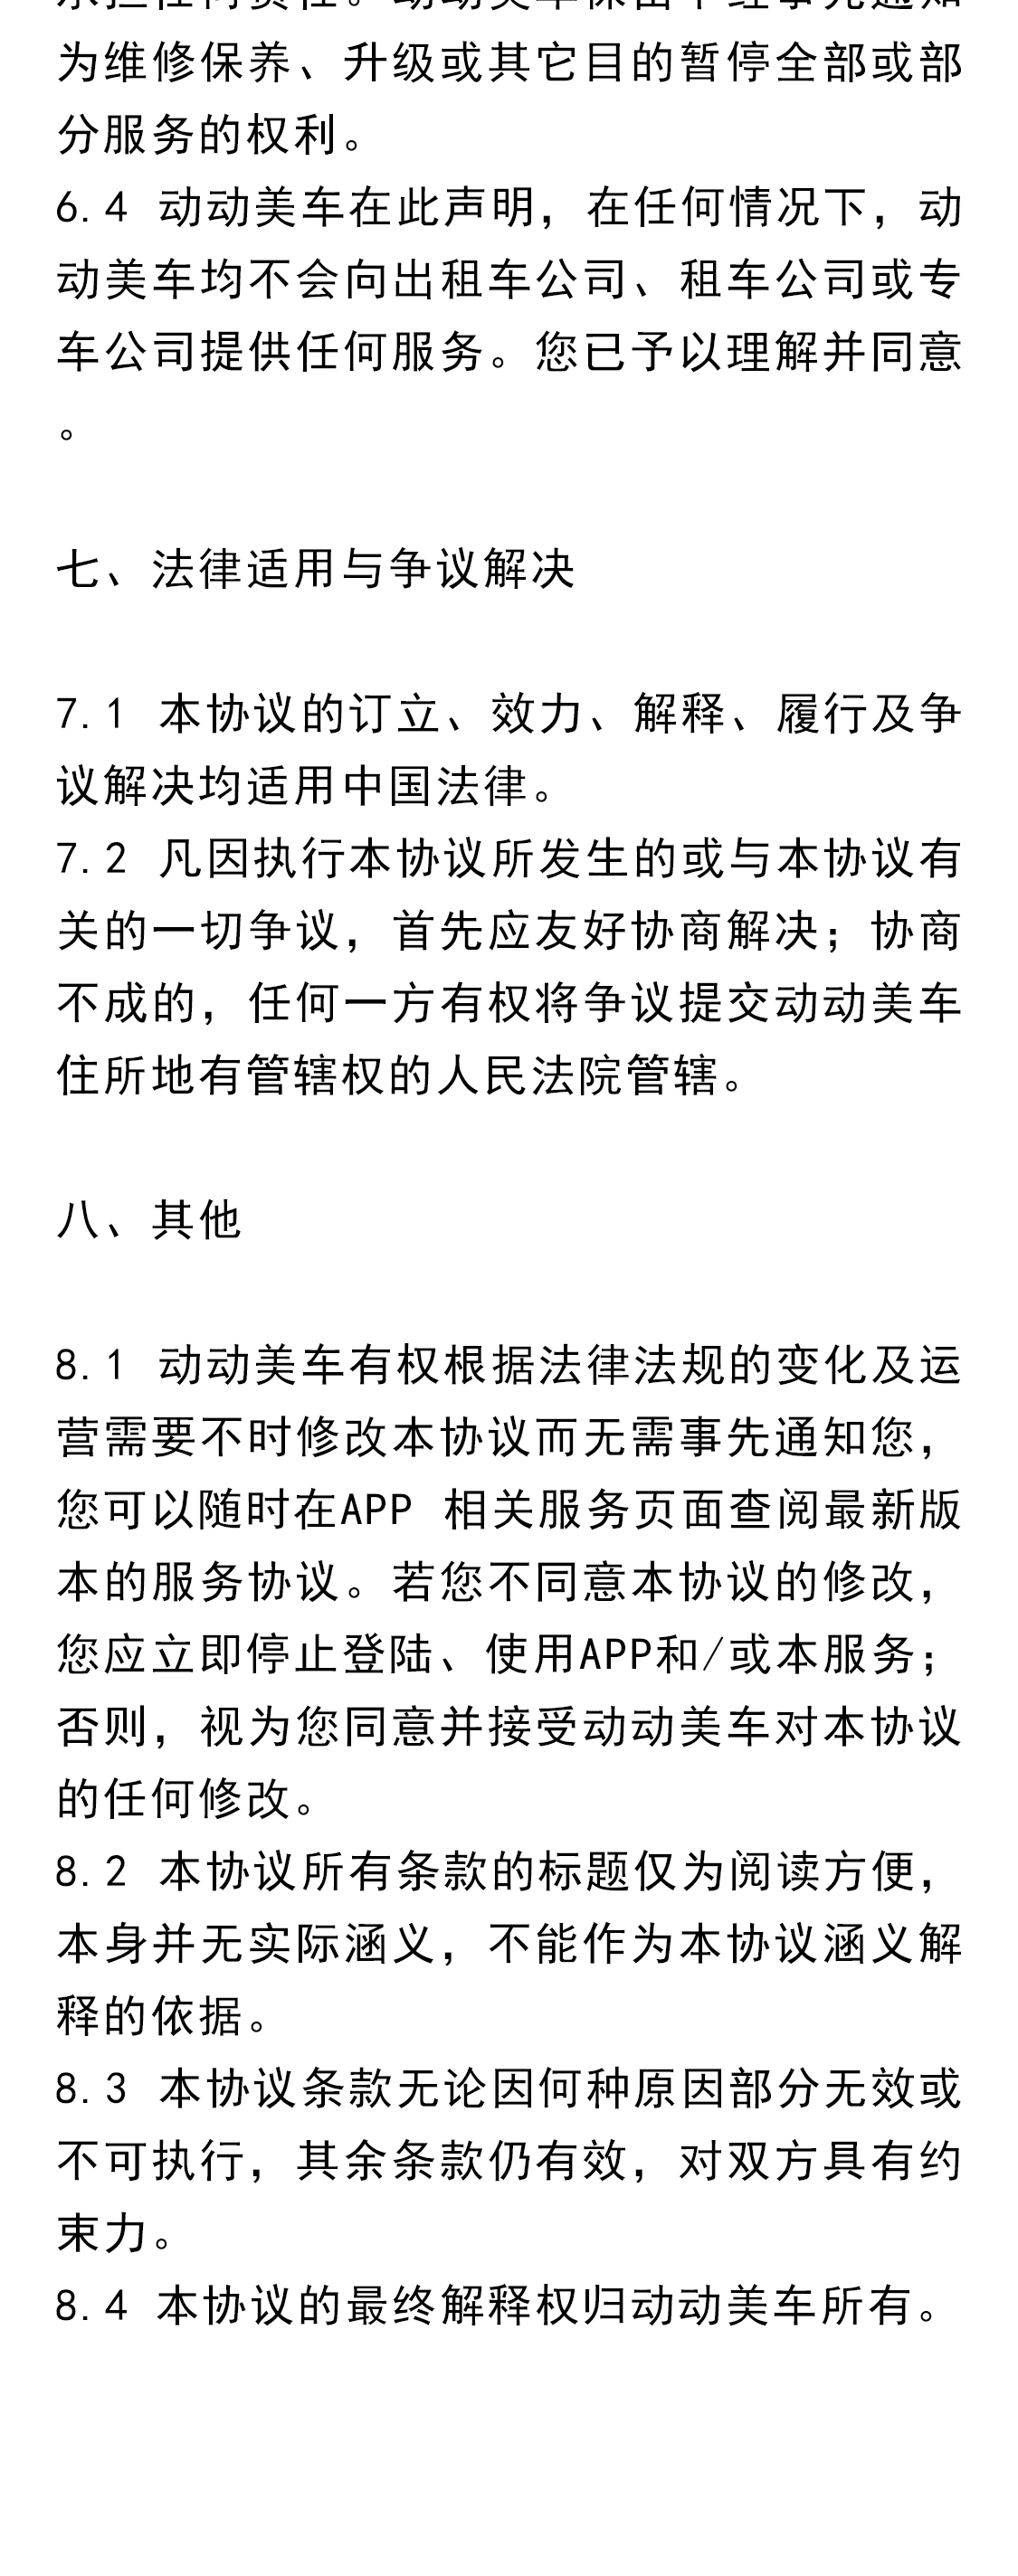 承担任何责任。动动美车保留不经事先通知
为维修保养、升级或其它目的暂停全部或部
分服务的权利。
6.4 动动美车在此声明，在任何情况下，动
动美车均不会向出租车公司、租车公司或专
车公司提供任何服务。您已予以理解并同意
。
七、法律适用与争议解决
7.1 本协议的订立、效力、解释、履行及争
议解决均适用中国法律。
7.2 凡因执行本协议所发生的或与本协议有
关的一切争议，首先应友好协商解决；协商
不成的，任何一方有权将争议提交动动美车
住所地有管辖权的人民法院管辖。
八、其他
8.1 动动美车有权根据法律法规的变化及运
营需要不时修改本协议而无需事先通知您，
您可以随时在APP 相关服务页面查阅最新版
本的服务协议。若您不同意本协议的修改，
您应立即停止登陆、使用APP和/或本服务；
否则，视为您同意并接受动动美车对本协议
的任何修改。
8.2 本协议所有条款的标题仅为阅读方便，
本身并无实际涵义，不能作为本协议涵义解
释的依据。
8.3 本协议条款无论因何种原因部分无效或
不可执行，其余条款仍有效，对双方具有约
束力。
8.4 本协议的最终解释权归动动美车所有。